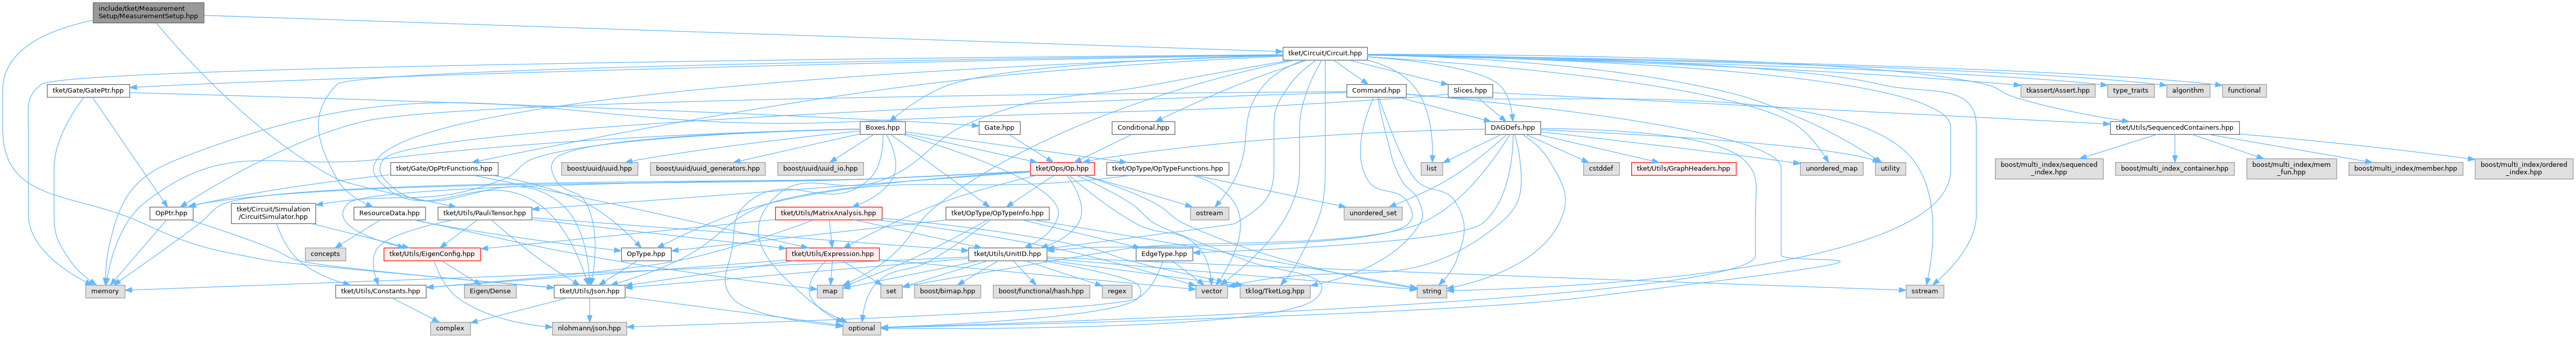 include/tket/Measurement
Setup/MeasurementSetup.hpp
tket/Circuit/Circuit.hpp
tket/Gate/GatePtr.hpp
Command.hpp
Slices.hpp
tkassert/Assert.hpp
type_traits
algorithm
functional
Boxes.hpp
Gate.hpp
Conditional.hpp
DAGDefs.hpp
tket/Utils/SequencedContainers.hpp
tket/Gate/OpPtrFunctions.hpp
boost/uuid/uuid.hpp
boost/uuid/uuid_generators.hpp
boost/uuid/uuid_io.hpp
tket/Ops/Op.hpp
tket/OpType/OpTypeFunctions.hpp
list
cstddef
tket/Utils/GraphHeaders.hpp
unordered_map
utility
boost/multi_index/sequenced
_index.hpp
boost/multi_index_container.hpp
boost/multi_index/mem
_fun.hpp
boost/multi_index/member.hpp
boost/multi_index/ordered
_index.hpp
OpPtr.hpp
tket/Circuit/Simulation
/CircuitSimulator.hpp
ResourceData.hpp
tket/Utils/PauliTensor.hpp
tket/Utils/MatrixAnalysis.hpp
tket/OpType/OpTypeInfo.hpp
ostream
unordered_set
concepts
tket/Utils/EigenConfig.hpp
OpType.hpp
tket/Utils/Expression.hpp
tket/Utils/UnitID.hpp
EdgeType.hpp
memory
tket/Utils/Constants.hpp
Eigen/Dense
tket/Utils/Json.hpp
map
set
boost/bimap.hpp
boost/functional/hash.hpp
regex
vector
tklog/TketLog.hpp
string
sstream
complex
nlohmann/json.hpp
optional